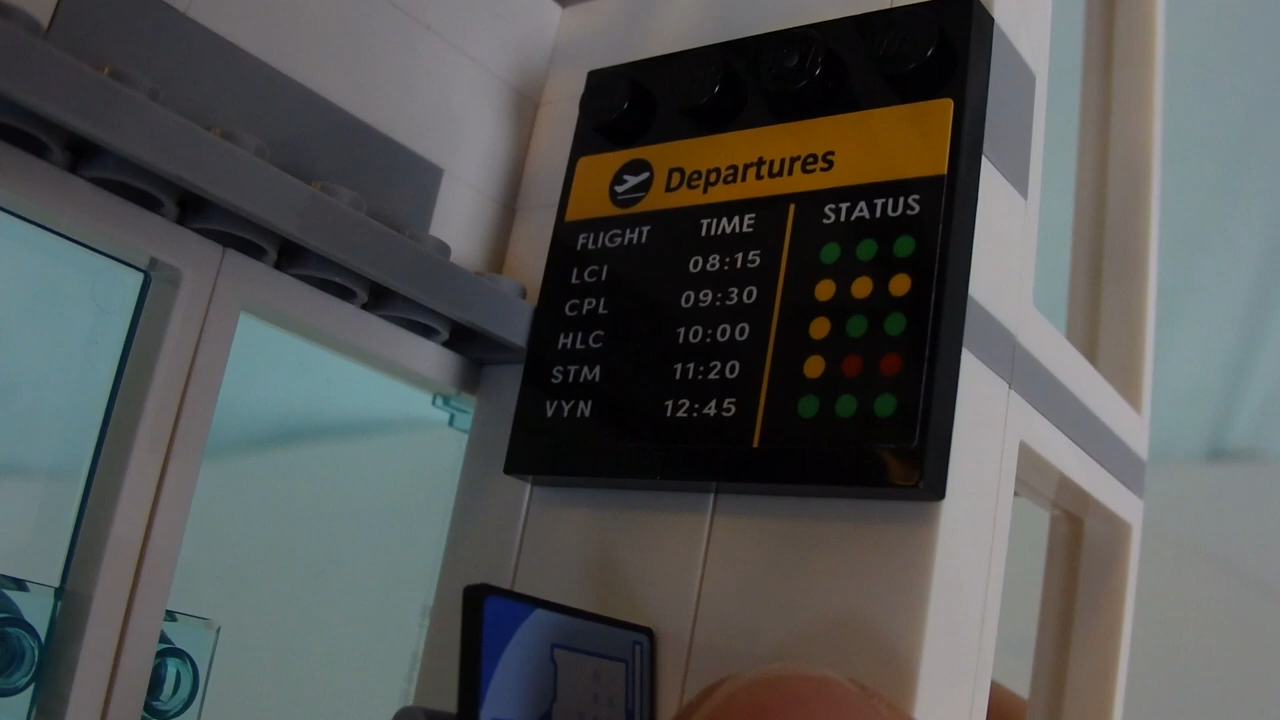 Departures
FLIGHT TIME STATUS
LCI 08:15
CPL 09:30
HLC 10:00
STM 11:20
VYN 12:45